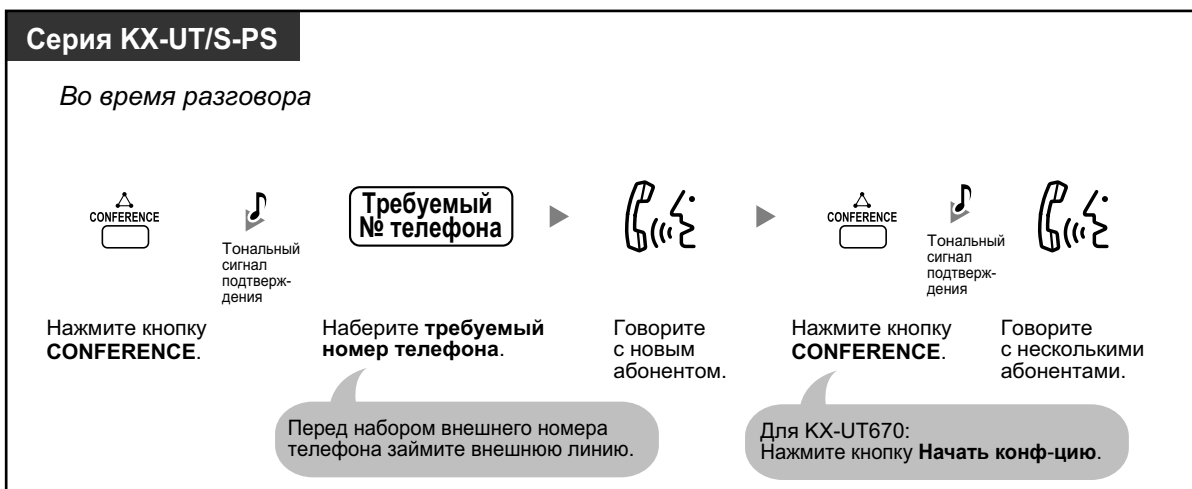 Серия KX-UT/S-PS
Во время разговора
CONFERENCE
Тональный
сигнал
подтверж-
дения
Требуемый
№ телефона
CONFERENCE
Тональный
сигнал
подтверж-
дения
Нажмите кнопку
CONFERENCE.
Наберите требуемый
номер телефона.
Говорите
с новым
абонентом.
Нажмите кнопку
CONFERENCE.
Говорите
с несколькими
абонентами.
Перед набором внешнего номера
телефона займите внешнюю линию.
Для KX-UT670:
Нажмите кнопку Начать конф-цию.